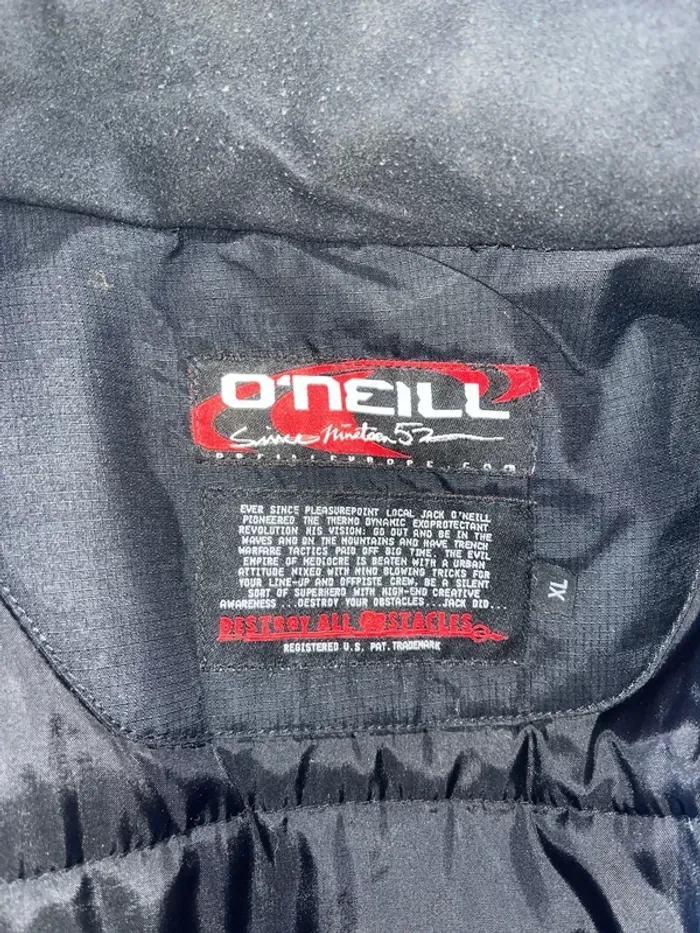 O'NEILL
Since Nineteen 52
ONEILLEUROPE.COM
EVER SINCE PLEASUREPOINT LOCAL JACK O'NEILL
PIONEERED THE THERMO DYNAMIC EXOPROTECTANT
REVOLUTION HIS VISION: GO OUT AND BE IN THE
WAVES AND ON THE MOUNTAINS AND HAVE TRENCH
WARFARE TACTICS PAID OFF BIG TIME. THE EVIL
EMPIRE OF MEDIOCRE IS BEATEN WITH A URBAN
ATTITUDE MIXED WITH MIND BLOWING TRICKS FOR
YOUR LINE-UP AND OFFPISTE CREW. BE A SILENT
SORT OF SUPERHERO WITH HIGH-END CREATIVE
AWARENESS ...DESTROY YOUR OBSTACLES...JACK DID...
DESTROY ALL OBSTACLES
REGISTERED U.S. PAT. TRADEMARK
XL